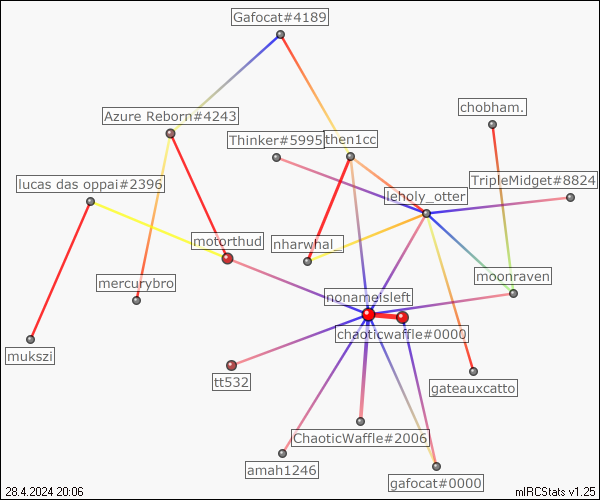 Gafocat#4189
chobham.
Azure Reborn#4243
Thinker#5995
then1cc
TripleMidget#8824
lucas das oppai#2396
leholy_otter
motorthud
nharwhal_
moonraven
mercurybro
nonameisleft
chaoticwaffle#0000
mukszi
tt532
gateauxcatto
ChaoticWaffle#2006
amah1246
gafocat#0000
28.4.2024 20:06
mIRCStats v1.25